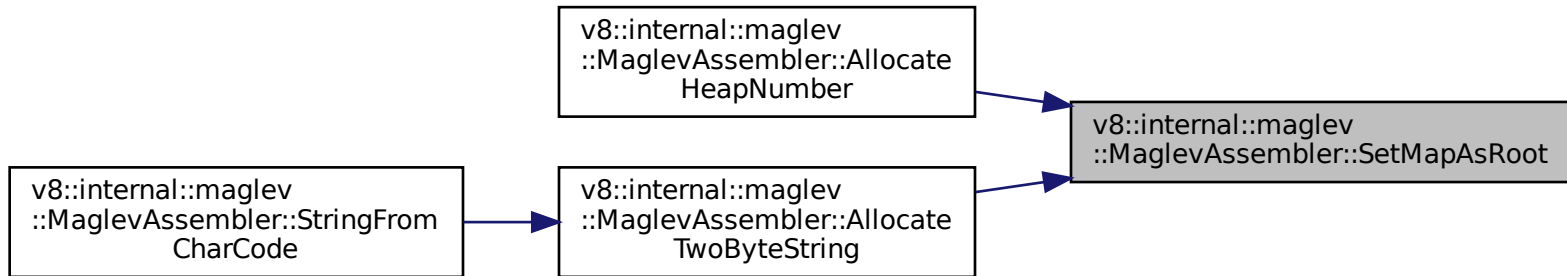 v8::internal::maglev
::MaglevAssembler::Allocate
HeapNumber
v8::internal::maglev
::MaglevAssembler::SetMapAsRoot
v8::internal::maglev
::MaglevAssembler::StringFrom
CharCode
v8::internal::maglev
::MaglevAssembler::Allocate
TwoByteString